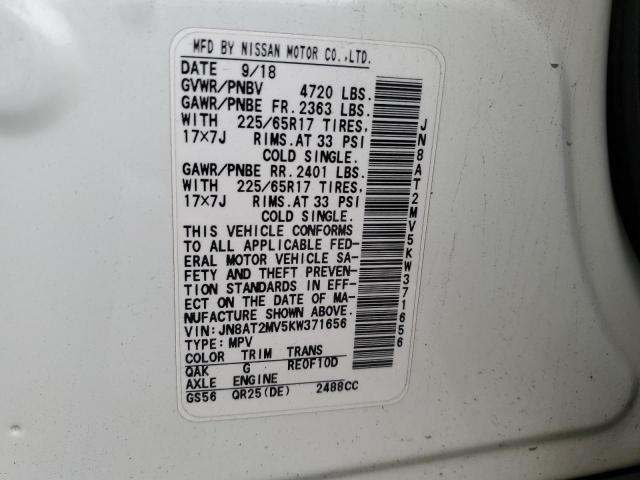 MFD BY NISSAN MOTOR CO.,LTD.
DATE 9/18
GVWR/PNBV 4720 LBS.
GAWR/PNBE FR. 2363 LBS.
WITH 225/65R17 TIRES,
17×7J RIMS.AT 33 PSI
COLD SINGLE.
GAWR/PNBE RR. 2401 LBS.
WITH 225/65R17 TIRES,
17×7J RIMS.AT 33 PSI
COLD SINGLE.
THIS VEHICLE CONFORMS
TO ALL APPLICABLE FED-
ERAL MOTOR VEHICLE SA-
FETY AND THEFT PREVEN-
TION STANDARDS IN EFF-
ECT ON THE DATE OF MA-
NUFACTURE SHOWN ABOVE.
VIN: JN8AT2MV5KW371656
TYPE: MPV
COLOR TRIM TRANS
QAK G RE0F10D
AXLE ENGINE
GS56 QR25(DE) 2488CC
JN8AT2MV5KW371656